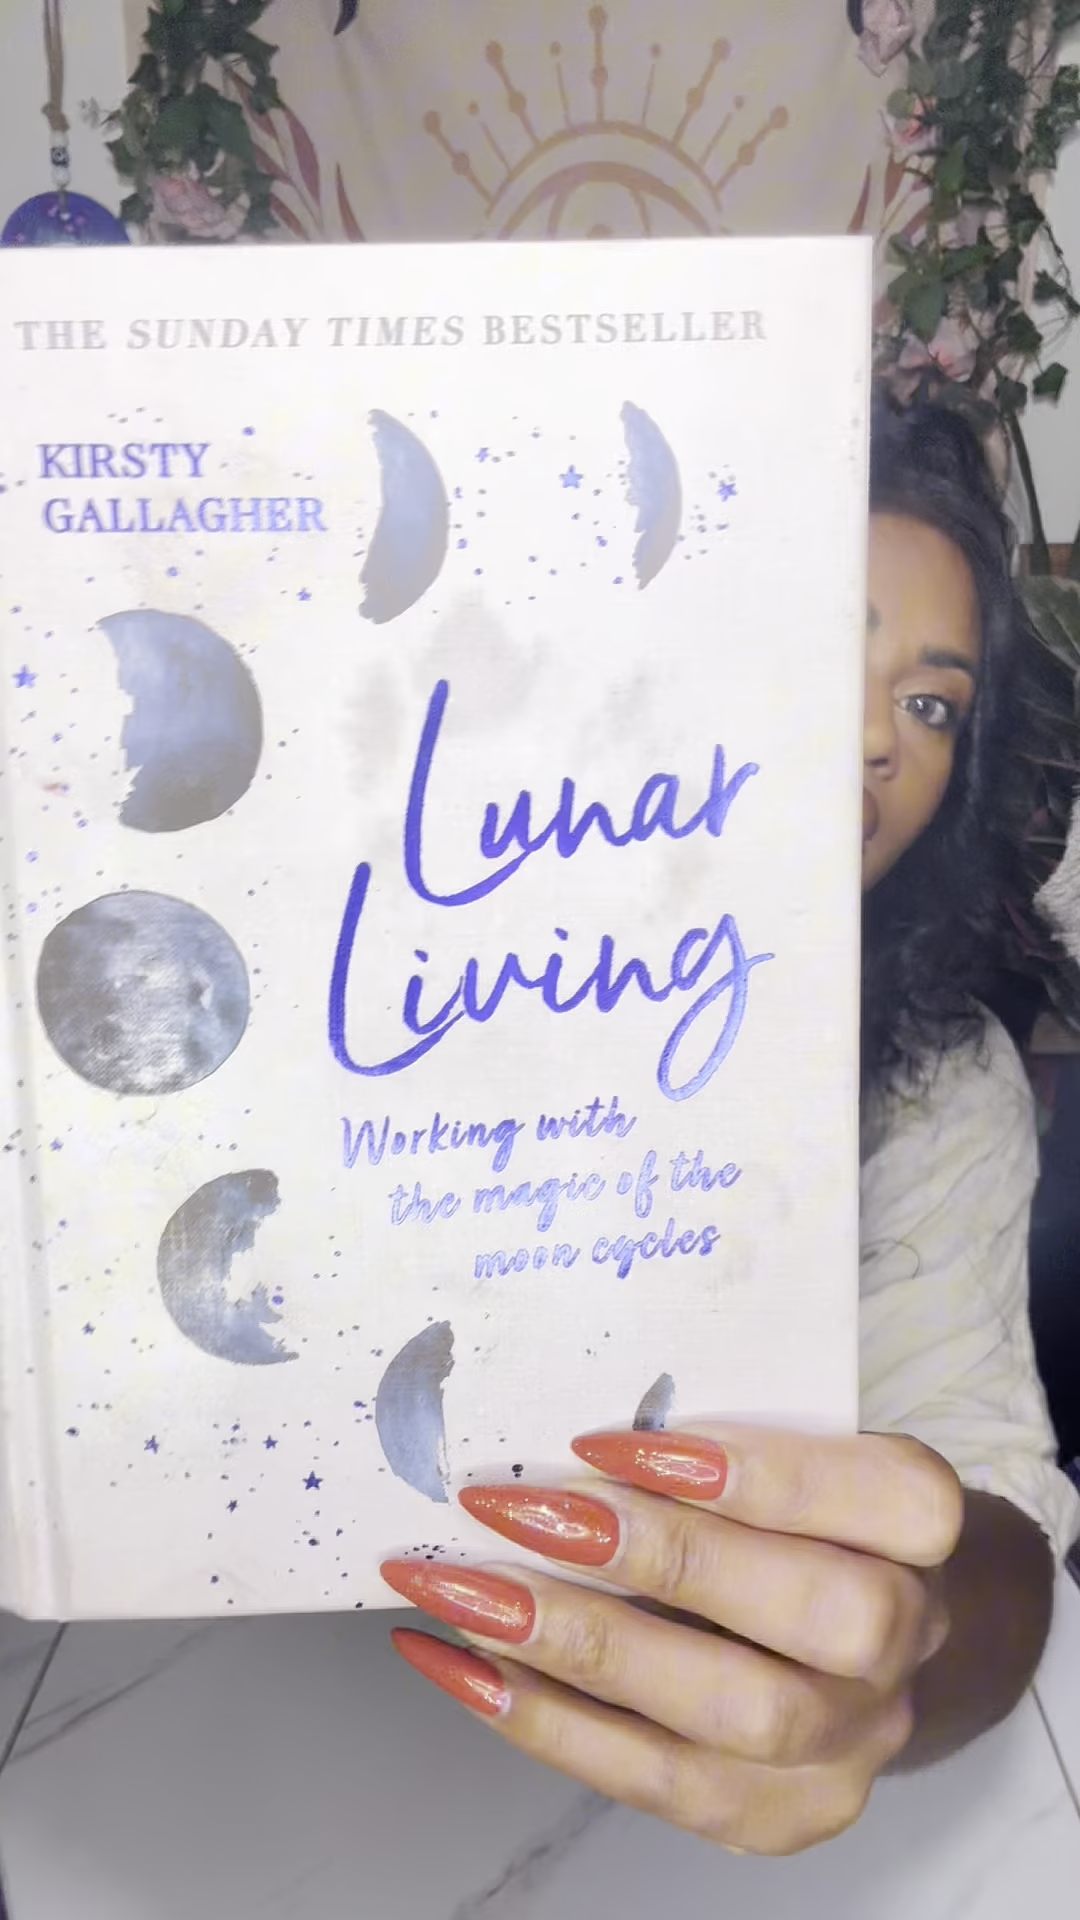 THE SUNDAY TIMES BESTSELLER
KIRSTY
GALLAGHER
Lunar
Living
Working with
the magic of the
moon cycles